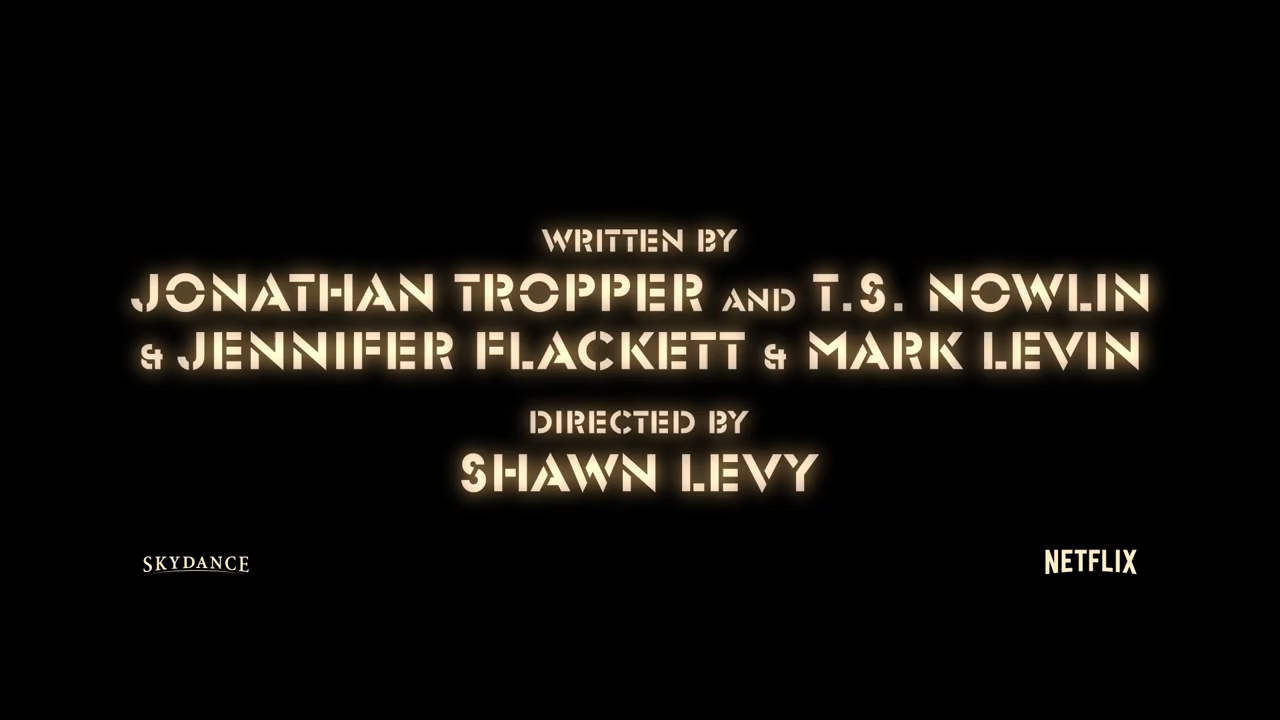 WRITTEN BY
JONATHAN TROPPER AND T.S. NOWLIN
& JENNIFER FLACKETT & MARK LEVIN
DIRECTED BY
SHAWN LEVY
SKYDANCE
NETFLIX